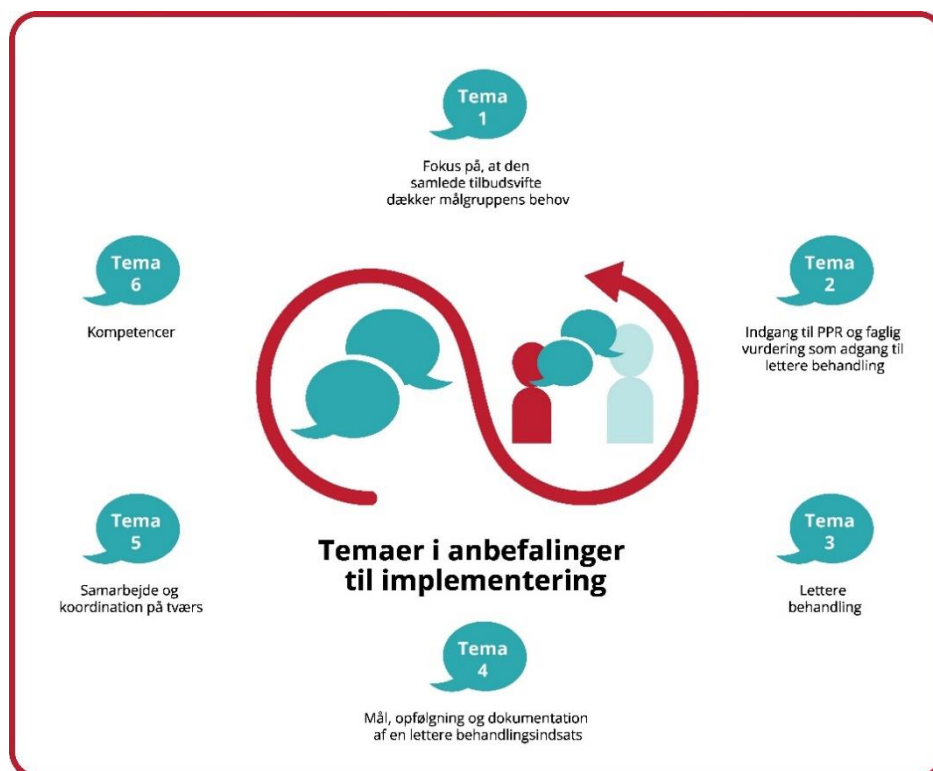 Tema
1
Fokus på, at den
samlede tilbudsvifte
dækker målgruppens behov
Tema
2
Indgang til PPR og faglig
vurdering som adgang til
lettere behandling
Tema
3
Lettere
behandling
Tema
4
Mål, opfølgning og dokumentation
af en lettere behandlingsindsats
Tema
5
Samarbejde og
koordination på tværs
Tema
6
Kompetencer
Temaer i anbefalinger
til implementering